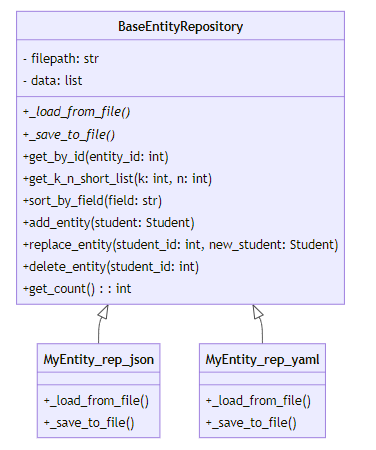 BaseEntityRepository
- filepath: str
- data: list
+_load_from_file()
+_save_to_file()
+get_by_id(entity_id: int)
+get_k_n_short_list(k: int, n: int)
+sort_by_field(field: str)
+add_entity(student: Student)
+replace_entity(student_id: int, new_student: Student)
+delete_entity(student_id: int)
+get_count() : : int
MyEntity_rep_json
+_load_from_file()
+_save_to_file()
MyEntity_rep_yaml
+_load_from_file()
+_save_to_file()